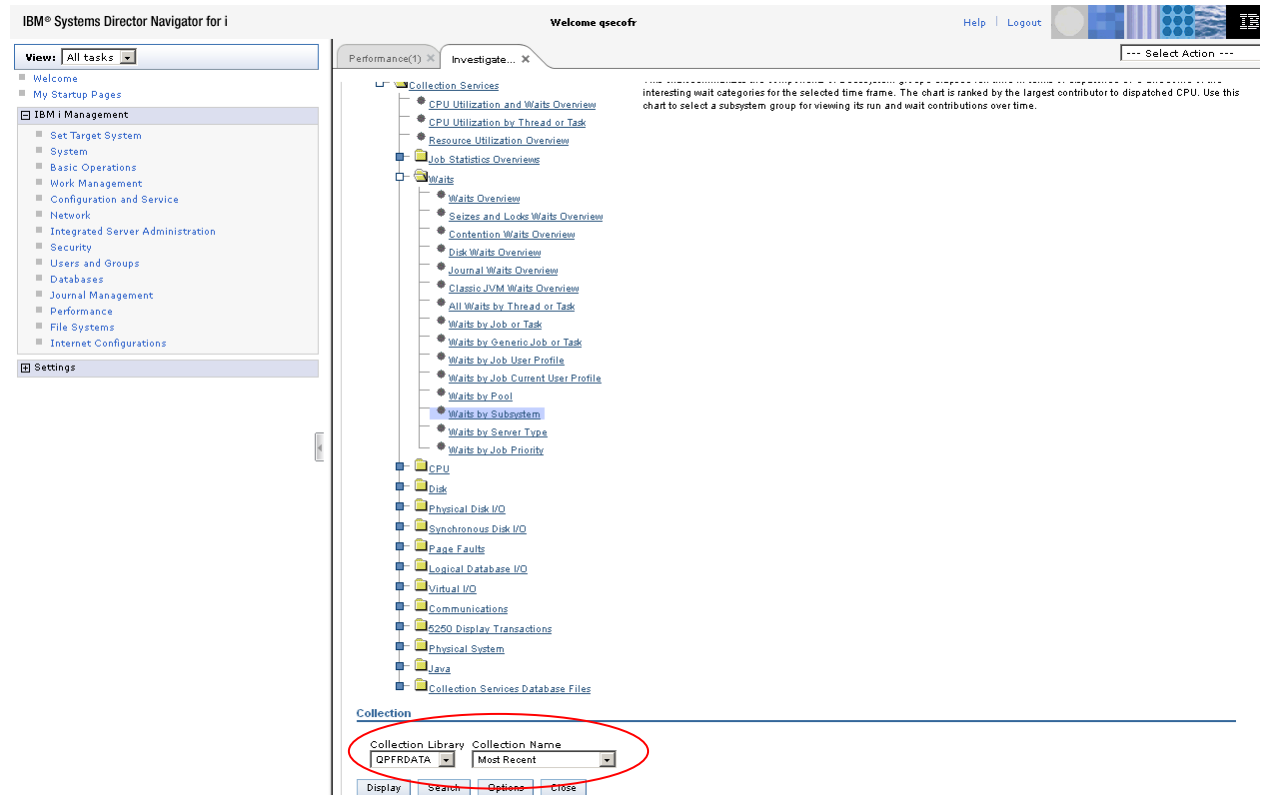 IBM® Systems Director Navigator for i
Welcome qsecofr
Help
Logout
IBM
View: All tasks
Welcome
My Startup Pages
IBM i Management
Set Target System
System
Basic Operations
Work Management
Configuration and Service
Network
Integrated Server Administration
Security
Users and Groups
Databases
Journal Management
Performance
File Systems
Internet Configurations
Settings
Performance(1)
Investigate...
--- Select Action ---
Collection Services
CPU Utilization and Waits Overview
CPU Utilization by Thread or Task
Resource Utilization Overview
Job Statistics Overviews
Waits
Waits Overview
Seizes and Locks Waits Overview
Contention Waits Overview
Disk Waits Overview
Journal Waits Overview
Classic JVM Waits Overview
All Waits by Thread or Task
Waits by Job or Task
Waits by Generic Job or Task
Waits by Job User Profile
Waits by Job Current User Profile
Waits by Pool
Waits by Subsystem
Waits by Server Type
Waits by Job Priority
CPU
Disk
Physical Disk I/O
Synchronous Disk I/O
Page Faults
Logical Database I/O
Virtual I/O
Communications
5250 Display Transactions
Physical System
Java
Collection Services Database Files
interesting wait categories for the selected time frame. The chart is ranked by the largest contributor to dispatched CPU. Use this
chart to select a subsystem group for viewing its run and wait contributions over time.
Collection
Collection Library Collection Name
QPFRDATA Most Recent
Display Search Options Close